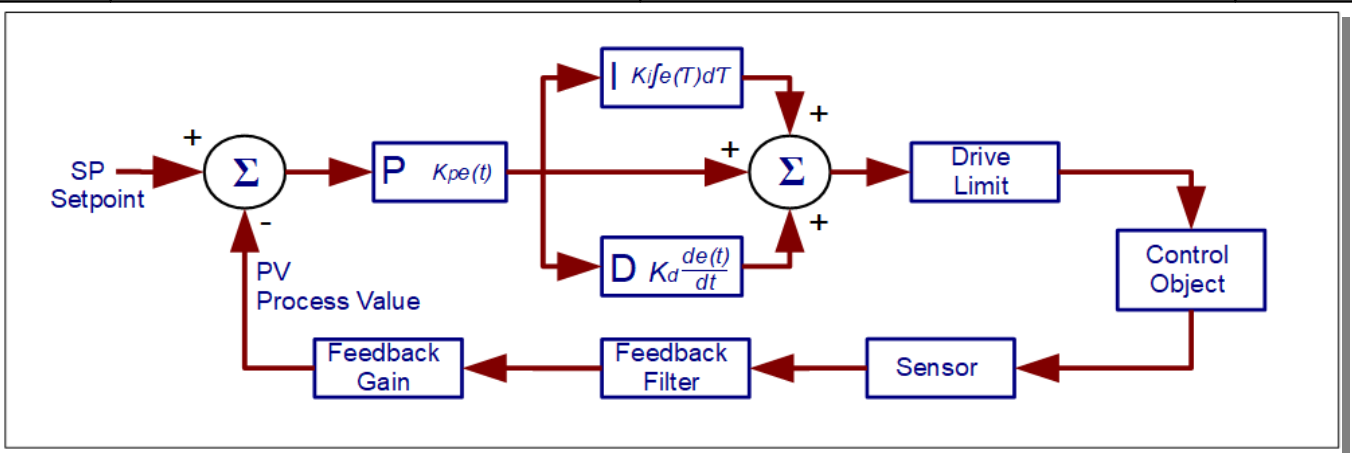 I Ki∫e(T)dT
+
+
+
SP
Setpoint
Σ
P Kpe(t)
Σ
Drive
Limit
-
+
D Kd de(t)/dt
Control
Object
PV
Process Value
Feedback
Gain
Feedback
Filter
Sensor